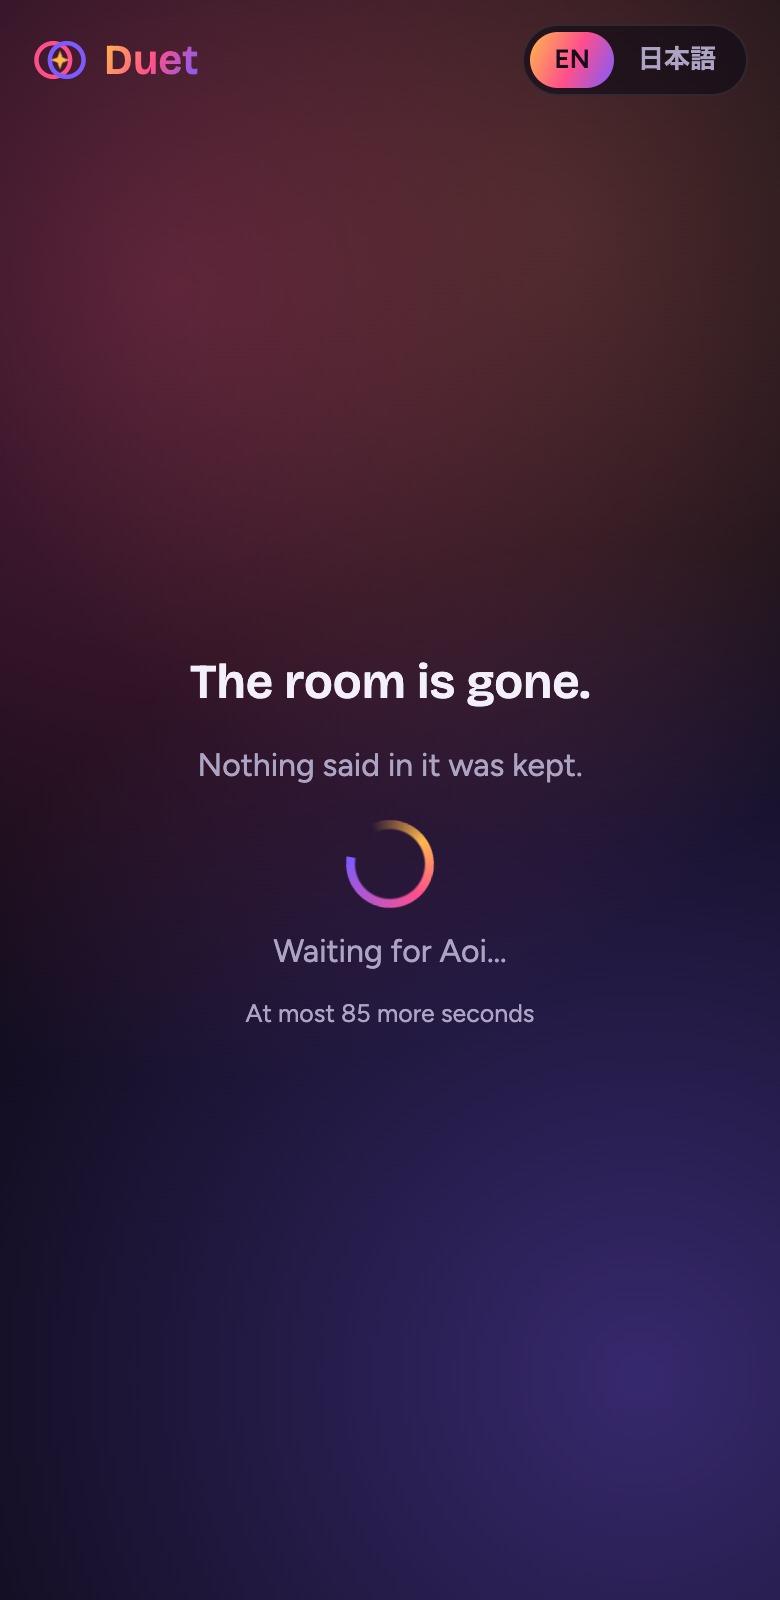 Duet
EN
日本語
The room is gone.
Nothing said in it was kept.
Waiting for Aoi...
At most 85 more seconds